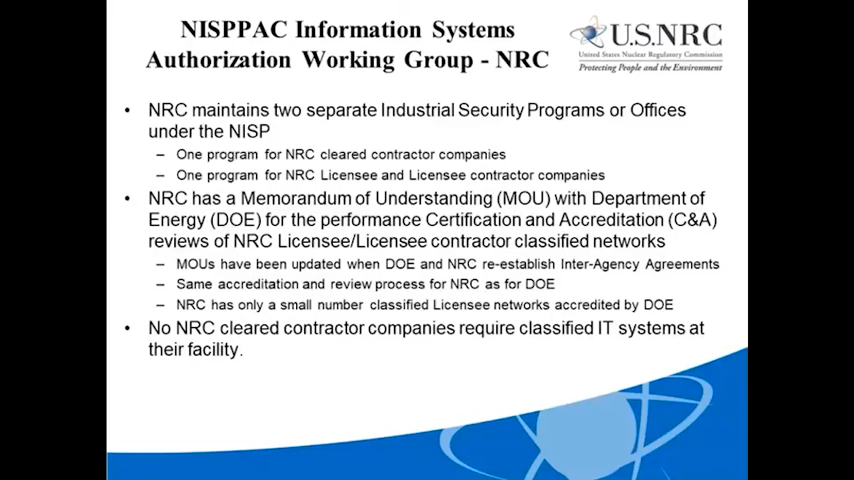 NISPPAC Information Systems
Authorization Working Group - NRC
U.S.NRC
United States Nuclear Regulatory Commission
Protecting People and the Environment
• NRC maintains two separate Industrial Security Programs or Offices
under the NISP
– One program for NRC cleared contractor companies
– One program for NRC Licensee and Licensee contractor companies
• NRC has a Memorandum of Understanding (MOU) with Department of
Energy (DOE) for the performance Certification and Accreditation (C&A)
reviews of NRC Licensee/Licensee contractor classified networks
– MOUs have been updated when DOE and NRC re-establish Inter-Agency Agreements
– Same accreditation and review process for NRC as for DOE
– NRC has only a small number classified Licensee networks accredited by DOE
• No NRC cleared contractor companies require classified IT systems at
their facility.